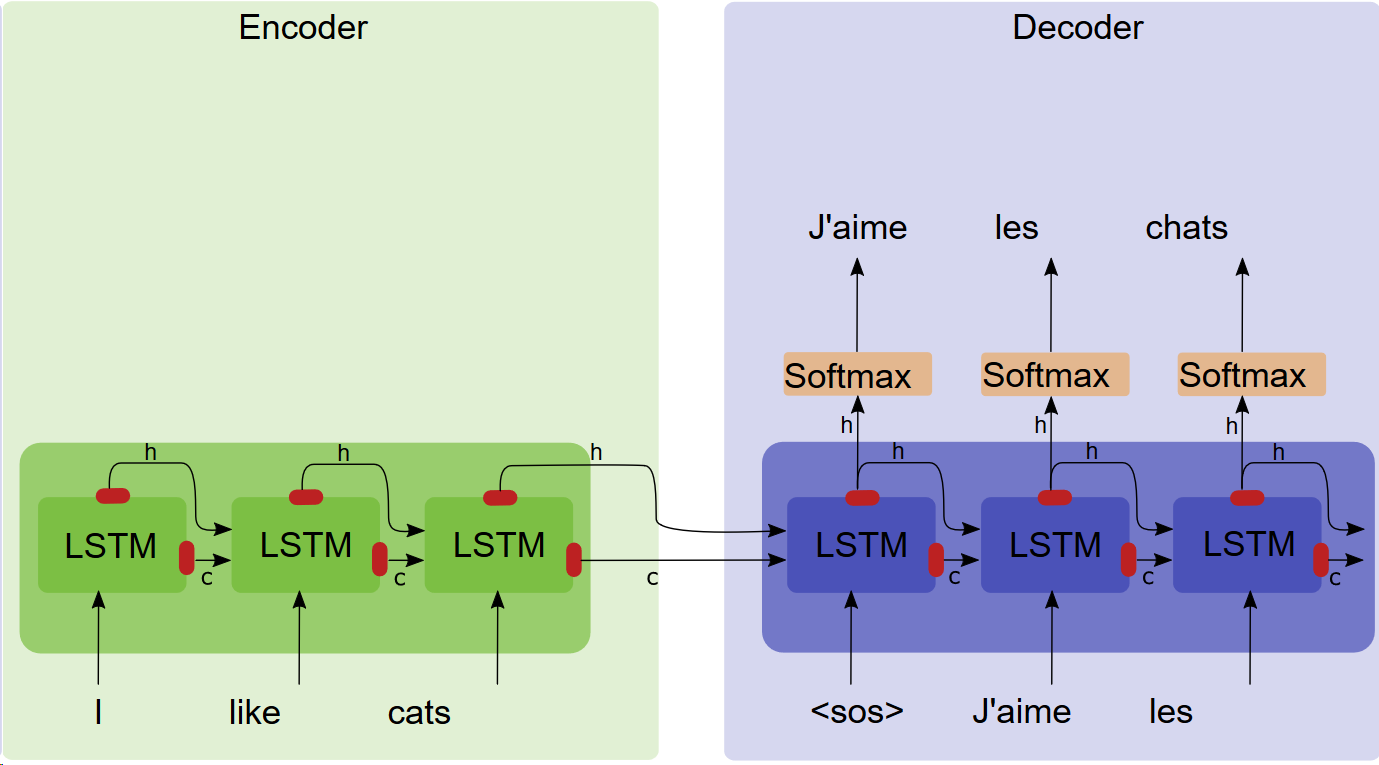 Encoder
Decoder
J'aime les chats
Softmax Softmax Softmax
h h h
h h h h h h
LSTM LSTM LSTM LSTM LSTM LSTM
c c c c c c
I like cats <sos> J'aime les